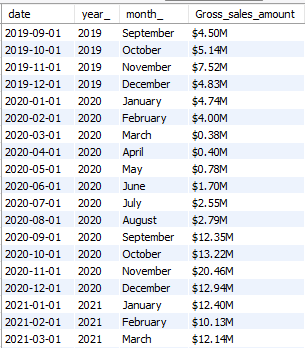 date year_ month_ Gross_sales_amount
2019-09-01 2019 September $4.50M
2019-10-01 2019 October $5.14M
2019-11-01 2019 November $7.52M
2019-12-01 2019 December $4.83M
2020-01-01 2020 January $4.74M
2020-02-01 2020 February $4.00M
2020-03-01 2020 March $0.38M
2020-04-01 2020 April $0.40M
2020-05-01 2020 May $0.78M
2020-06-01 2020 June $1.70M
2020-07-01 2020 July $2.55M
2020-08-01 2020 August $2.79M
2020-09-01 2020 September $12.35M
2020-10-01 2020 October $13.22M
2020-11-01 2020 November $20.46M
2020-12-01 2020 December $12.94M
2021-01-01 2021 January $12.40M
2021-02-01 2021 February $10.13M
2021-03-01 2021 March $12.14M